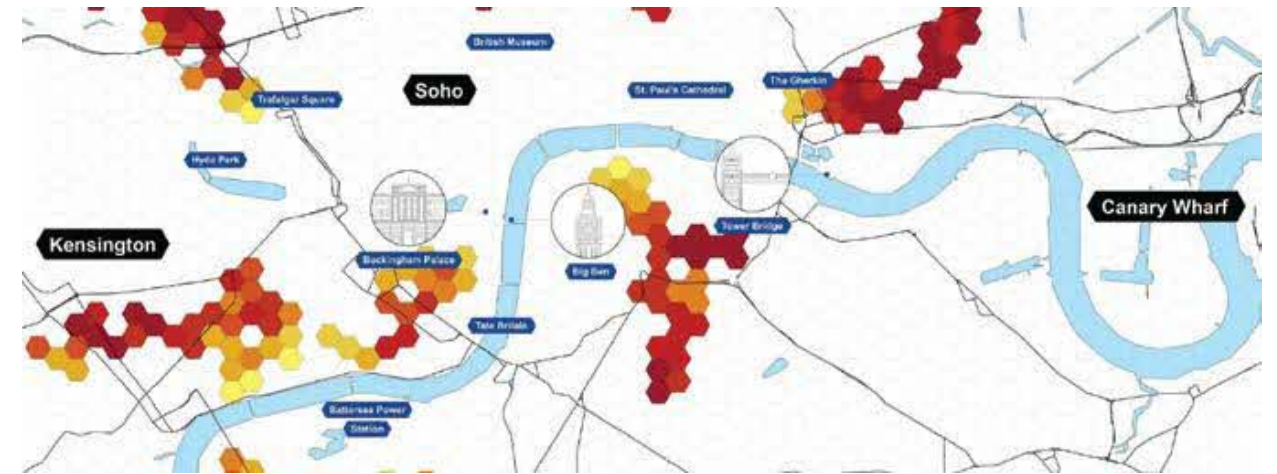 British Museum
Soho
The Gherkin
St. Paul's Cathedral
Trafalgar Square
Hyde Park
Canary Wharf
Tower Bridge
Kensington
Buckingham Palace
Big Ben
Tate Britain
Battersea Power
Station